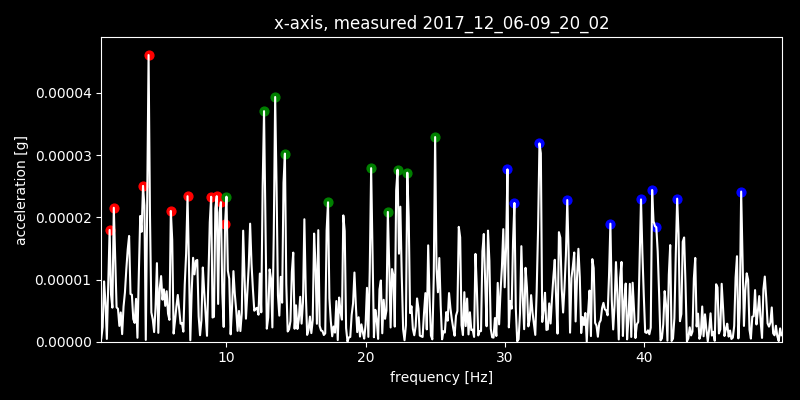 x-axis, measured 2017_12_06-09_20_02
0.00004
0.00003
0.00002
0.00001
0.00000
acceleration [g]
10 20 30 40
frequency [Hz]